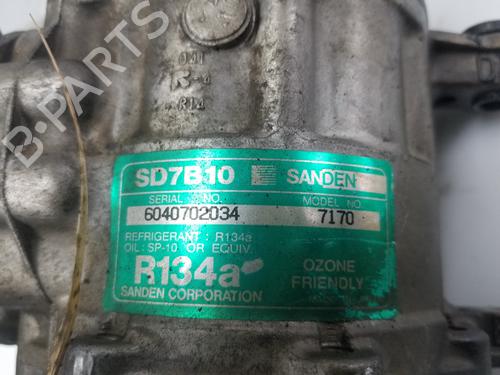 SD7B10 SANDEN
SERIAL NO. MODEL NO.
6040702034 7170
REFRIGERANT : R134a
OIL: SP-10 OR EQUIV.
R134a OZONE
FRIENDLY
SANDEN CORPORATION